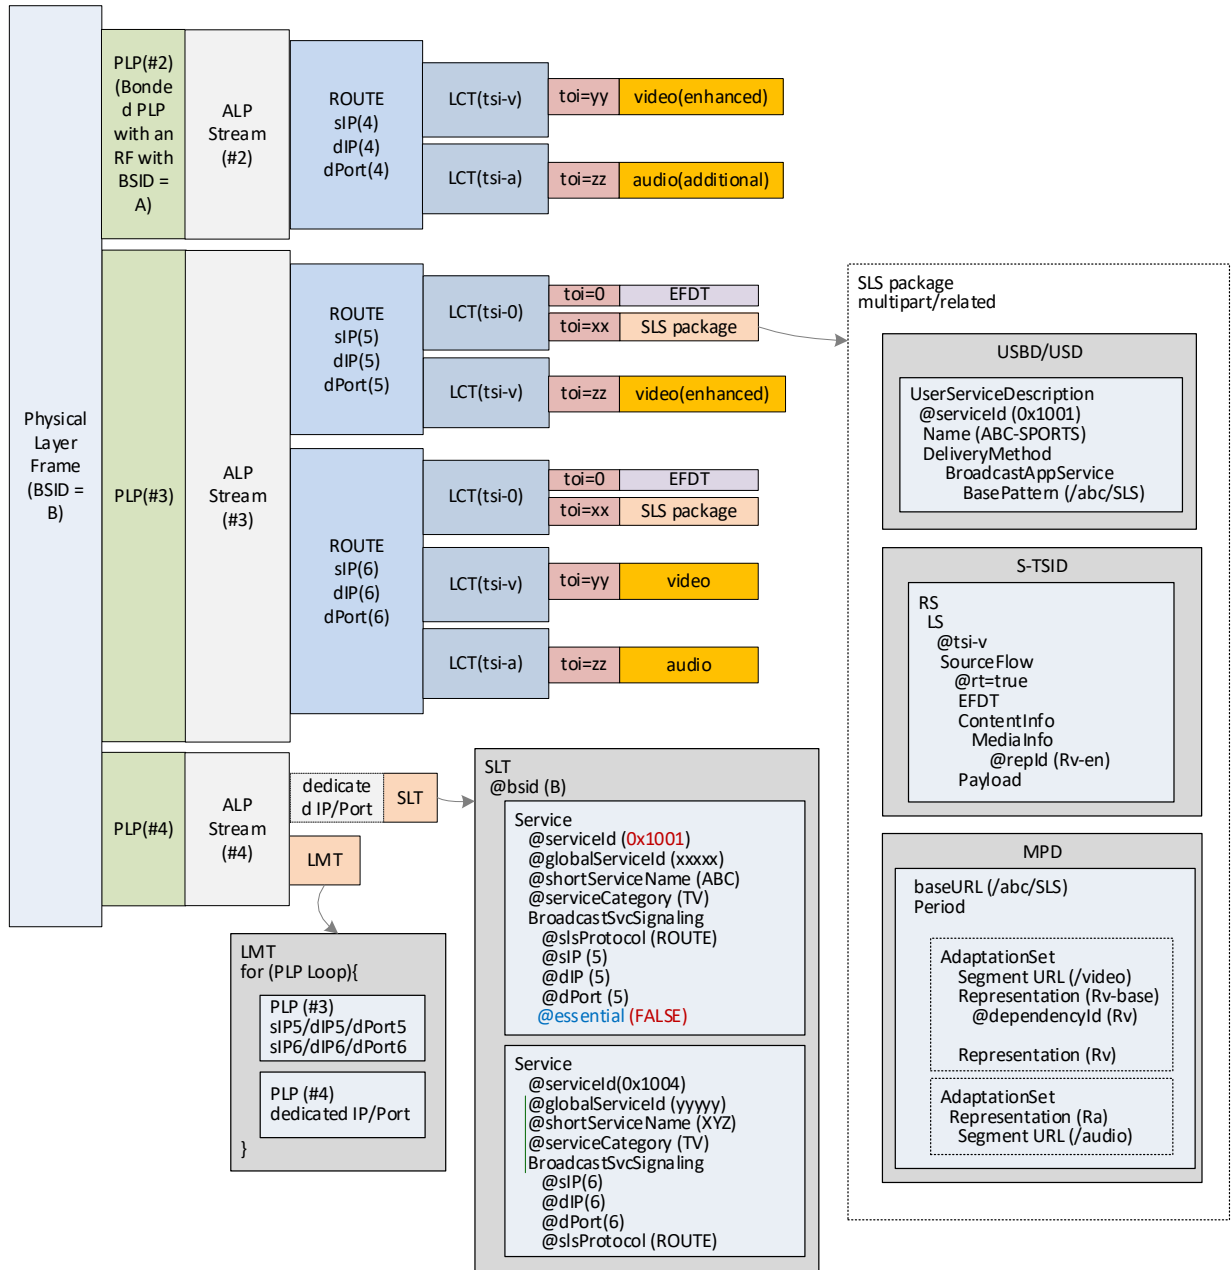 Physical
Layer
Frame
(BSID =
B)
PLP(#2)
(Bonde
d PLP
with an
RF with
BSID =
A)
ALP
Stream
(#2)
ROUTE
sIP(4)
dIP(4)
dPort(4)
LCT(tsi-v)
toi=yy
video(enhanced)
LCT(tsi-a)
toi=zz
audio(additional)
PLP(#3)
ALP
Stream
(#3)
ROUTE
sIP(5)
dIP(5)
dPort(5)
LCT(tsi-0)
toi=0
EFDT
toi=xx
SLS package
LCT(tsi-v)
toi=zz
video(enhanced)
ROUTE
sIP(6)
dIP(6)
dPort(6)
LCT(tsi-0)
toi=0
EFDT
toi=xx
SLS package
LCT(tsi-v)
toi=yy
video
LCT(tsi-a)
toi=zz
audio
PLP(#4)
ALP
Stream
(#4)
dedicate
d IP/Port
SLT
LMT
LMT
for (PLP Loop){
PLP (#3)
sIP5/dIP5/dPort5
sIP6/dIP6/dPort6
PLP (#4)
dedicated IP/Port
}
SLT
@bsid (B)
Service
@serviceId (0x1001)
@globalServiceId (xxxxx)
@shortServiceName (ABC)
@serviceCategory (TV)
BroadcastSvcSignaling
@slsProtocol (ROUTE)
@sIP (5)
@dIP (5)
@dPort (5)
@essential (FALSE)
Service
@serviceId(0x1004)
@globalServiceId (yyyyy)
@shortServiceName (XYZ)
@serviceCategory (TV)
BroadcastSvcSignaling
@sIP(6)
@dIP(6)
@dPort(6)
@slsProtocol (ROUTE)
SLS package
multipart/related
USBD/USD
UserServiceDescription
@serviceId (0x1001)
Name (ABC-SPORTS)
DeliveryMethod
BroadcastAppService
BasePattern (/abc/SLS)
S-TSID
RS
LS
@tsi-v
SourceFlow
@rt=true
EFDT
ContentInfo
MediaInfo
@repId (Rv-en)
Payload
MPD
baseURL (/abc/SLS)
Period
AdaptationSet
Segment URL (/video)
Representation (Rv-base)
@dependencyId (Rv)
Representation (Rv)
AdaptationSet
Representation (Ra)
Segment URL (/audio)